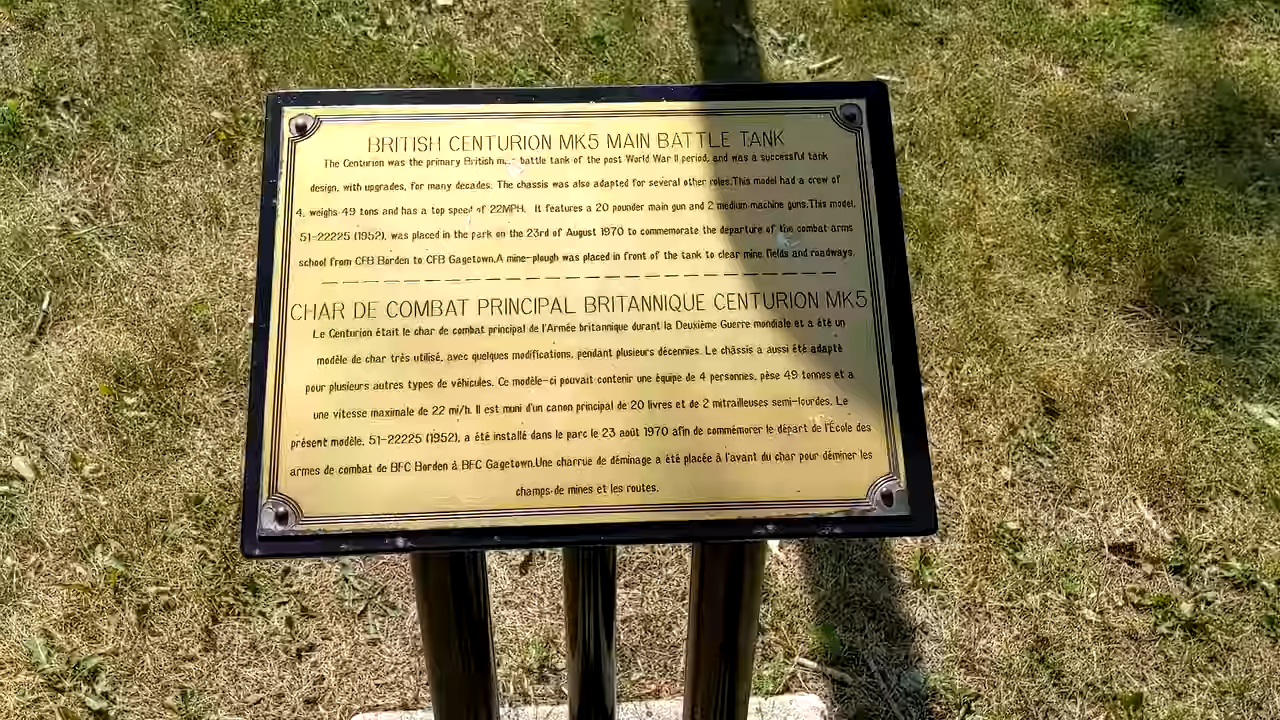 BRITISH CENTURION MK5 MAIN BATTLE TANK
The Centurion was the primary British battle tank of the post World War II period, and was a successful tank
design, with upgrades, for many decades. The chassis was also adapted for several other roles.This model had a crew of
4, weighs 49 tons and has a top speed of 22MPH. It features a 20 pounder main gun and 2 medium machine guns.This model,
51-22225 (1952), was placed in the park on the 23rd of August 1970 to commemorate the departure of the combat arms
school from CFB Borden to CFB Gagetown.A mine-plough was placed in front of the tank to clear mine fields and roadways.
CHAR DE COMBAT PRINCIPAL BRITANNIQUE CENTURION MK5
Le Centurion était le char de combat principal de l'Armée britannique durant la Deuxième Guerre mondiale et a été un
modèle de char très utilisé, avec quelques modifications, pendant plusieurs décennies. Le châssis a aussi été adapté
pour plusieurs autres types de véhicules. Ce modèle-ci pouvait contenir une équipe de 4 personnes, pèse 49 tonnes et a
une vitesse maximale de 22 mi/h. Il est muni d'un canon principal de 20 livres et de 2 mitrailleuses semi-lourdes. Le
présent modèle, 51-22225 (1952), a été installé dans le parc le 23 août 1970 afin de commémorer le départ de l'École des
armes de combat de BFC Borden à BFC Gagetown.Une charrue de déminage a été placée à l'avant du char pour déminer les
champs de mines et les routes.